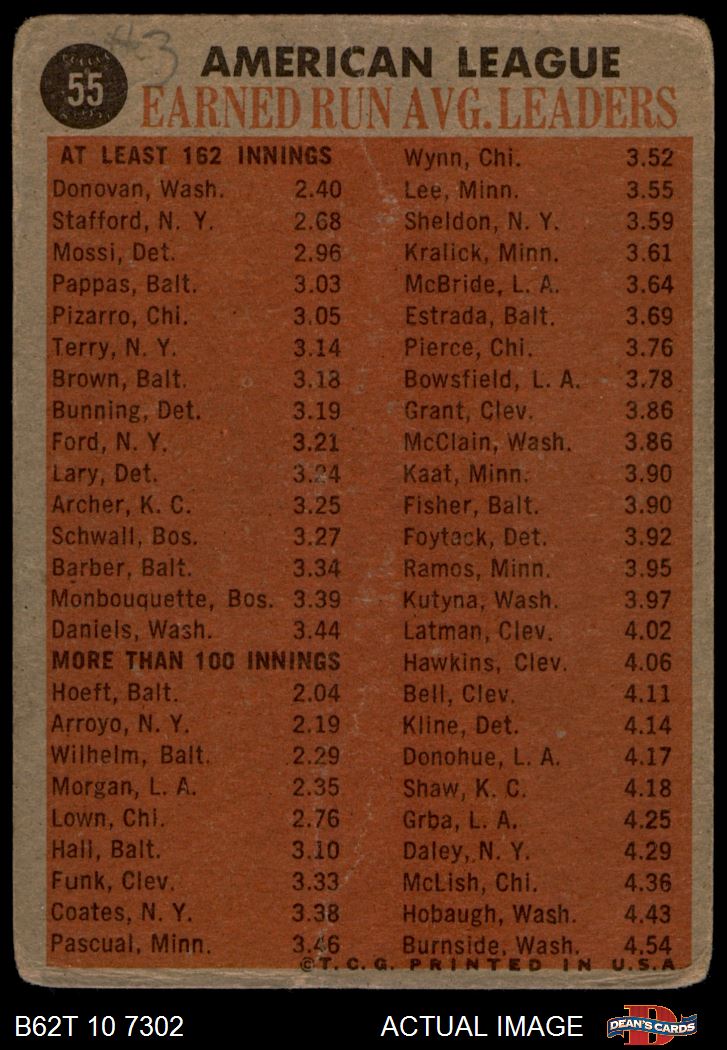 #3
55
AMERICAN LEAGUE
EARNED RUN AVG. LEADERS
AT LEAST 162 INNINGS
Donovan, Wash. 2.40
Stafford, N. Y. 2.68
Mossi, Det. 2.96
Pappas, Balt. 3.03
Pizarro, Chi. 3.05
Terry, N. Y. 3.14
Brown, Balt. 3.18
Bunning, Det. 3.19
Ford, N. Y. 3.21
Lary, Det. 3.24
Archer, K. C. 3.25
Schwall, Bos. 3.27
Barber, Balt. 3.34
Monbouquette, Bos. 3.39
Daniels, Wash. 3.44
MORE THAN 100 INNINGS
Hoeft, Balt. 2.04
Arroyo, N. Y. 2.19
Wilhelm, Balt. 2.29
Morgan, L. A. 2.35
Lown, Chi. 2.76
Hall, Balt. 3.10
Funk, Clev. 3.33
Coates, N. Y. 3.38
Pascual, Minn. 3.46
Wynn, Chi. 3.52
Lee, Minn. 3.55
Sheldon, N. Y. 3.59
Kralick, Minn. 3.61
McBride, L. A. 3.64
Estrada, Balt. 3.69
Pierce, Chi. 3.76
Bowsfield, L. A. 3.78
Grant, Clev. 3.86
McClain, Wash. 3.86
Kaat, Minn. 3.90
Fisher, Balt. 3.90
Foytack, Det. 3.92
Ramos, Minn. 3.95
Kutyna, Wash. 3.97
Latman, Clev. 4.02
Hawkins, Clev. 4.06
Bell, Clev. 4.11
Kline, Det. 4.14
Donohue, L. A. 4.17
Shaw, K. C. 4.18
Grba, L. A. 4.25
Daley, N. Y. 4.29
McLish, Chi. 4.36
Hobaugh, Wash. 4.43
Burnside, Wash. 4.54
©T. C. G. PRINTED IN U.S.A
B62T 10 7302
ACTUAL IMAGE
DEAN'S CARDS